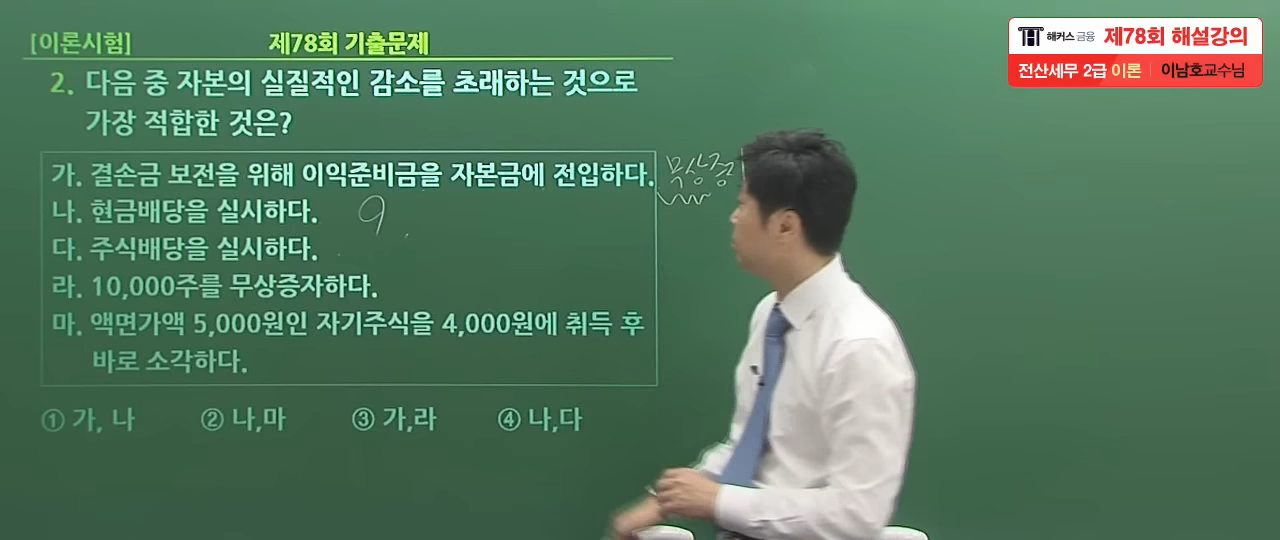 [이론시험] 제78회 기출문제
해커스 금융 제78회 해설강의
전산세무 2급 이론 | 이남호교수님
2. 다음 중 자본의 실질적인 감소를 초래하는 것으로
가장 적합한 것은?
가. 결손금 보전을 위해 이익준비금을 자본금에 전입하다. 무상증
나. 현금배당을 실시하다.
다. 주식배당을 실시하다.
라. 10,000주를 무상증자하다.
마. 액면가액 5,000원인 자기주식을 4,000원에 취득 후
바로 소각하다.
① 가, 나 ② 나,마 ③ 가,라 ④ 나,다